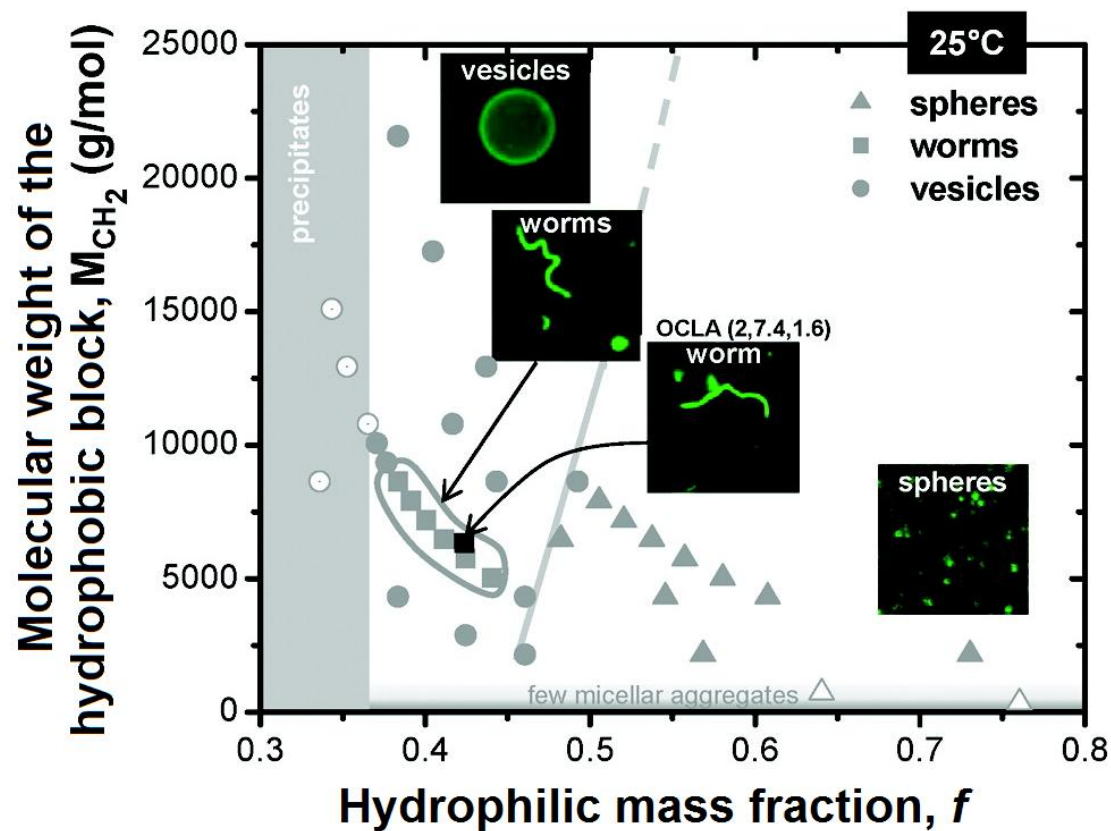 25°C
spheres
worms
vesicles
Molecular weight of the
hydrophobic block, M_CH₂ (g/mol)
25000
20000
15000
10000
5000
0
precipitates
vesicles
worms
OCLA (2,7.4,1.6)
worm
spheres
few micellar aggregates
0.3 0.4 0.5 0.6 0.7 0.8
Hydrophilic mass fraction, f